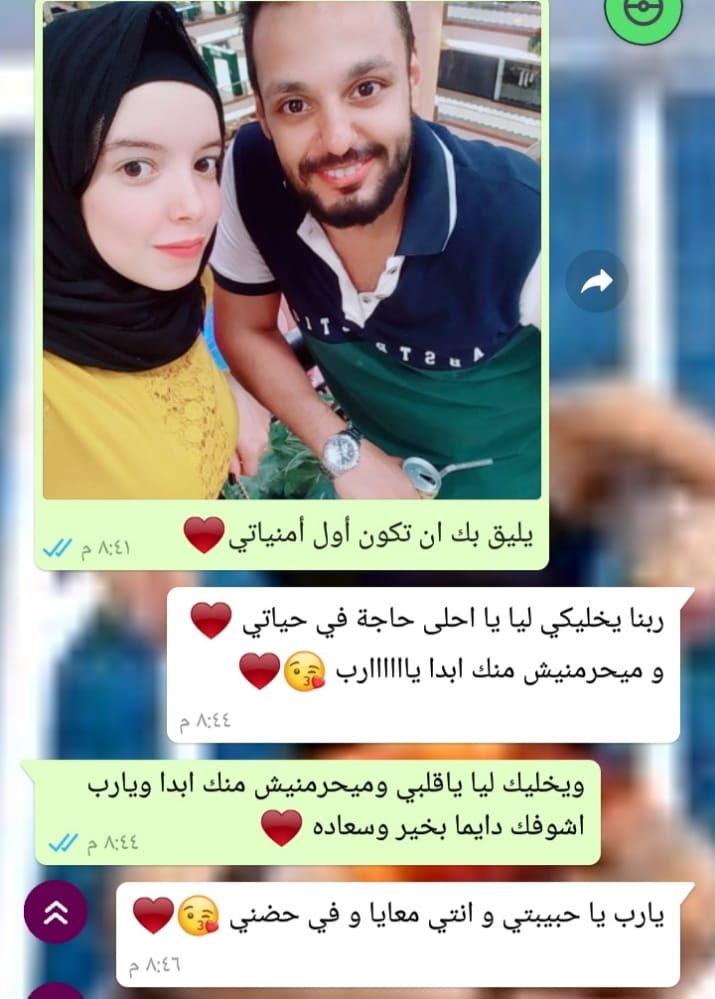 يليق بك ان تكون أول أمنياتي❤️
٨:٤١ م
ربنا يخليكي ليا يا احلى حاجة في حياتي ❤️
و ميحرمنيش منك ابدا ياااااارب 😘❤️
٨:٤٤ م
ويخليك ليا ياقلبي وميحرمنيش منك ابدا ويارب
اشوفك دايما بخير وسعاده ❤️
٨:٤٤ م
يارب يا حبيبتي و انتي معايا و في حضني 😘❤️
٨:٤٦ م